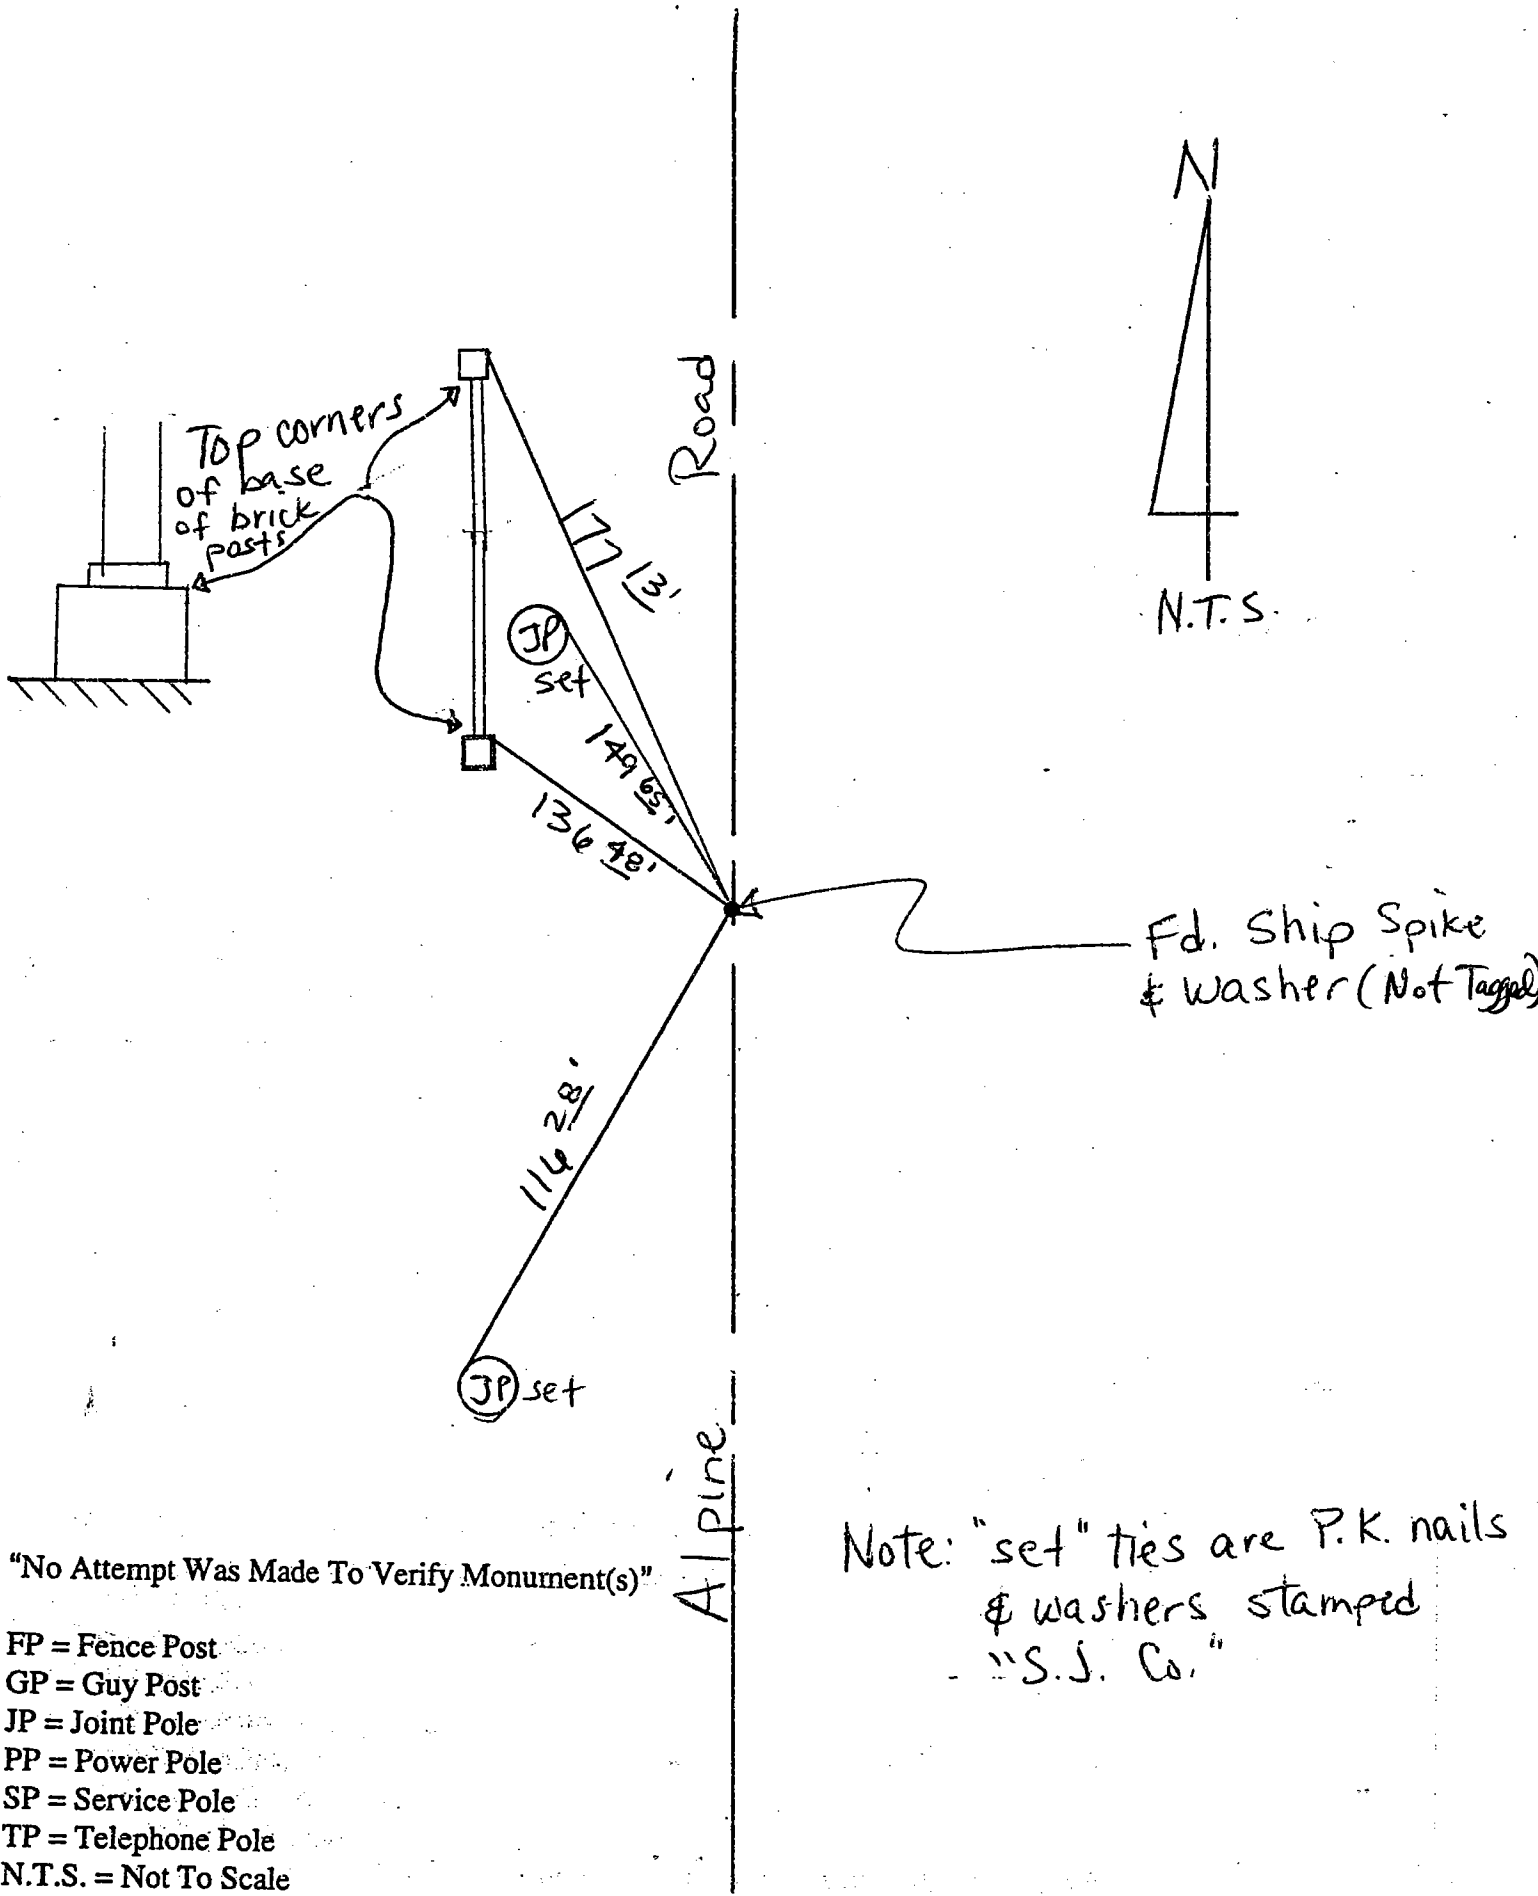 N
N.T.S.
Road
Top corners
of base
of brick
posts
177 13'
JP
set
149 65'
136 48'
Fd. Ship Spike
& washer (Not Tagged)
116 28'
JP set
Alpine
Note: "set" ties are P.K. nails
& washers stamped
"S.J. Co."
"No Attempt Was Made To Verify Monument(s)"
FP = Fence Post
GP = Guy Post
JP = Joint Pole
PP = Power Pole
SP = Service Pole
TP = Telephone Pole
N.T.S. = Not To Scale